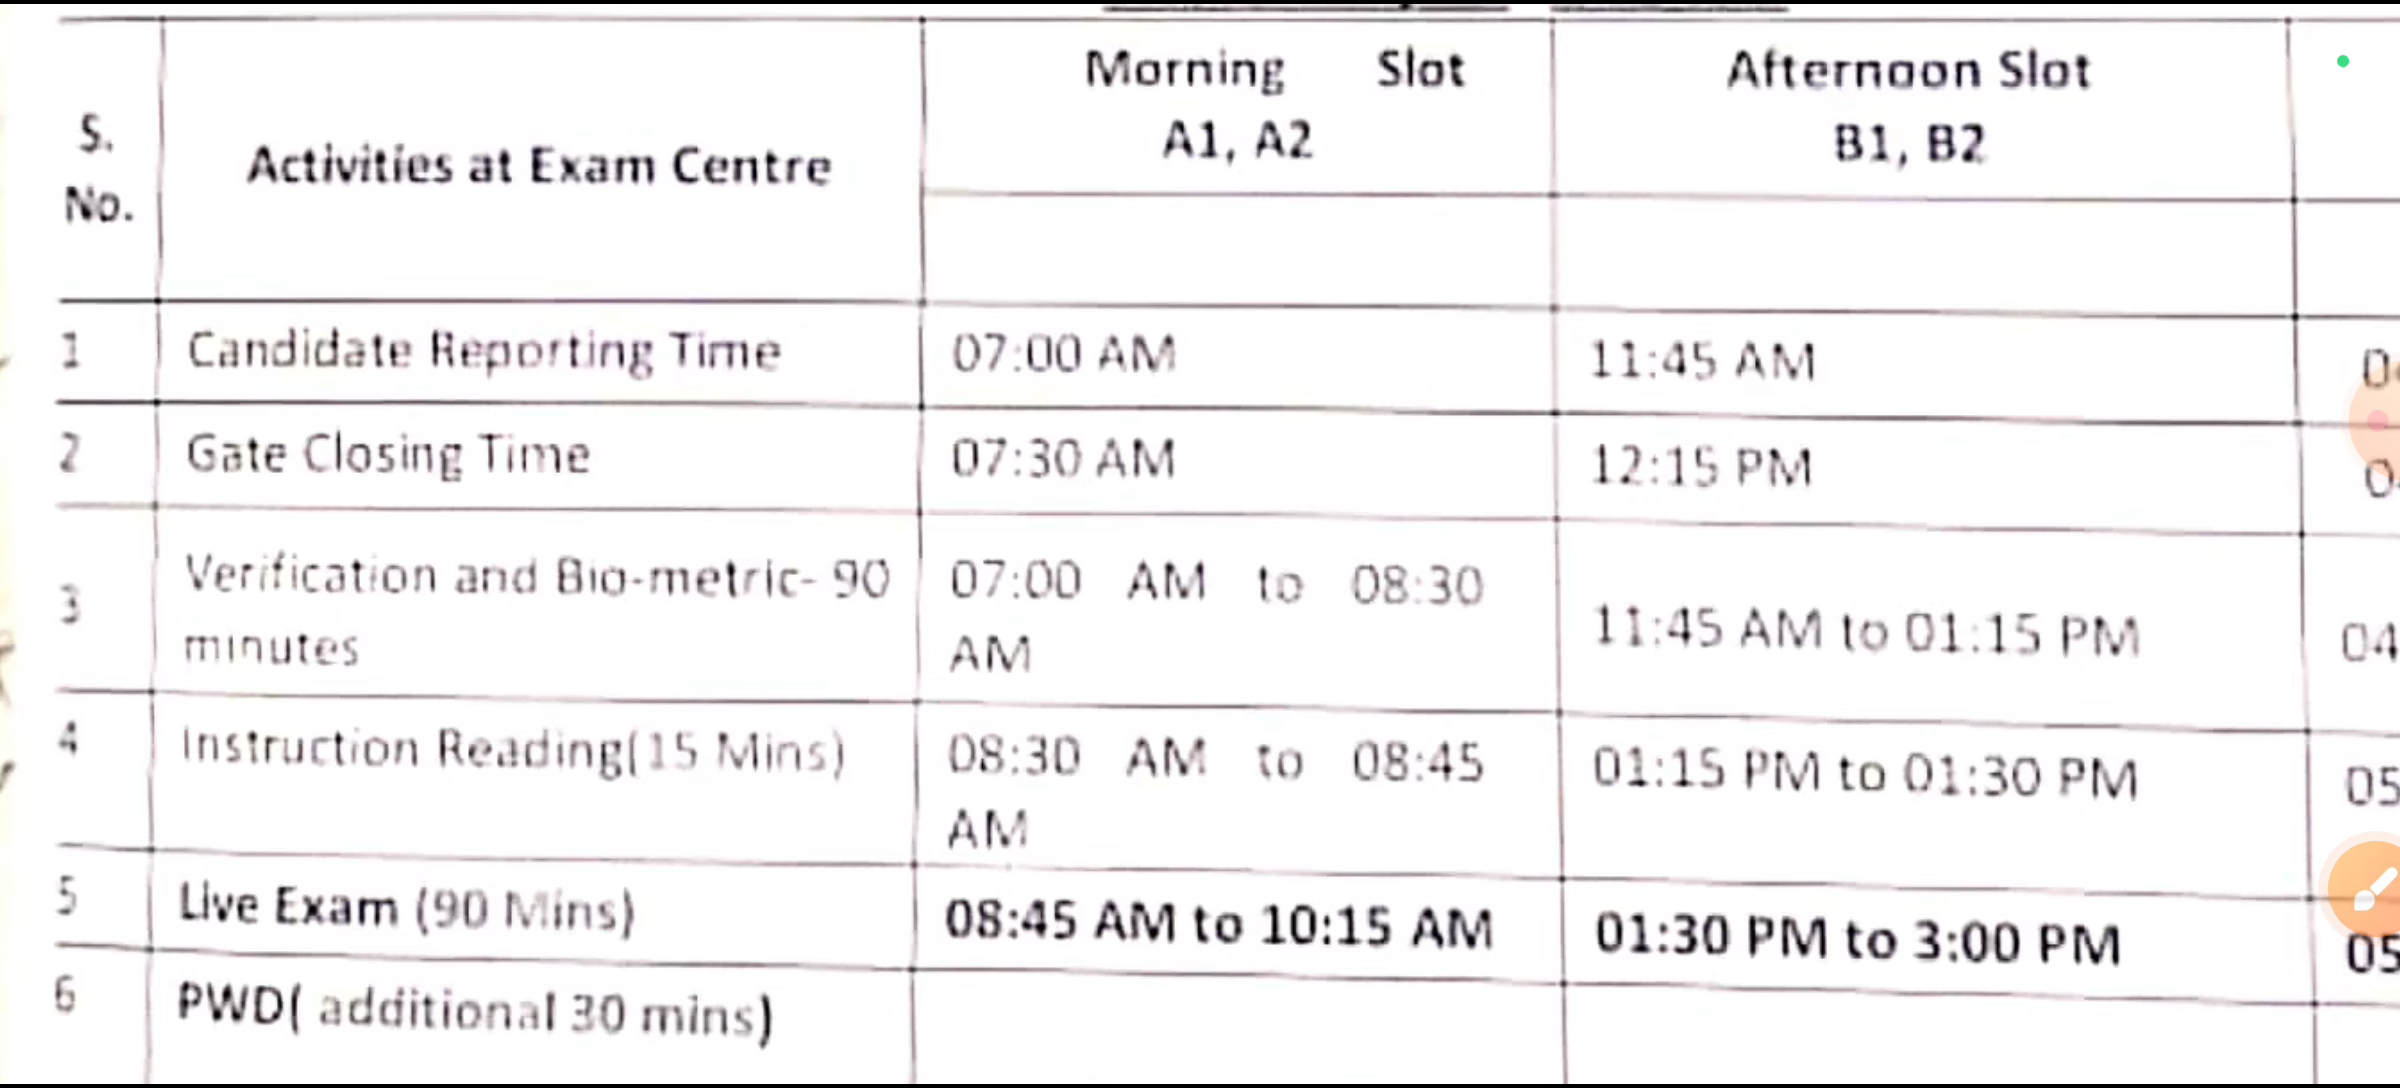 S.
No.
Activities at Exam Centre
Morning Slot
A1, A2
Afternoon Slot
B1, B2
1
Candidate Reporting Time
07:00 AM
11:45 AM
2
Gate Closing Time
07:30 AM
12:15 PM
3
Verification and Bio-metric- 90
minutes
07:00 AM to 08:30
AM
11:45 AM to 01:15 PM
04
4
Instruction Reading(15 Mins)
08:30 AM to 08:45
AM
01:15 PM to 01:30 PM
05
5
Live Exam (90 Mins)
08:45 AM to 10:15 AM
01:30 PM to 3:00 PM
05
6
PWD( additional 30 mins)